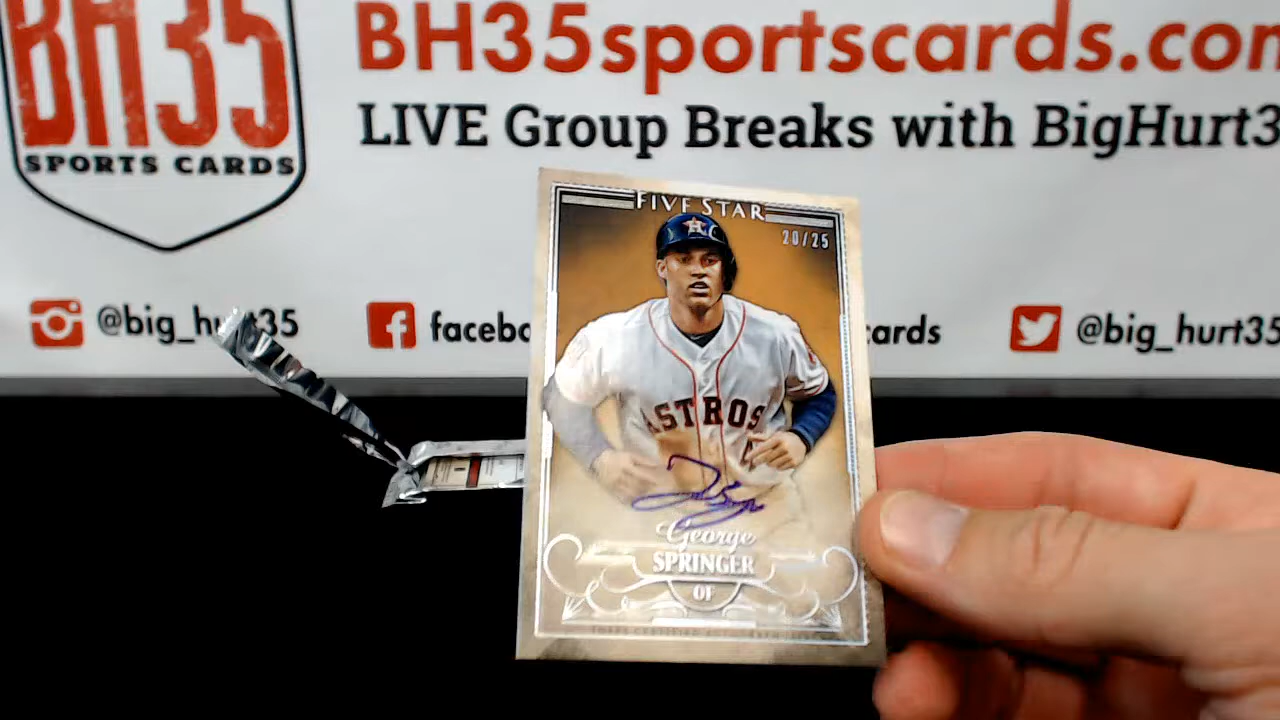 BH35
SPORTS CARDS
BH35sportscards.com
LIVE Group Breaks with BigHurt3
@big_hurt35
facebo
cards
@big_hurt35
FIVE STAR
20/25
H
ASTROS
George
SPRINGER
OF